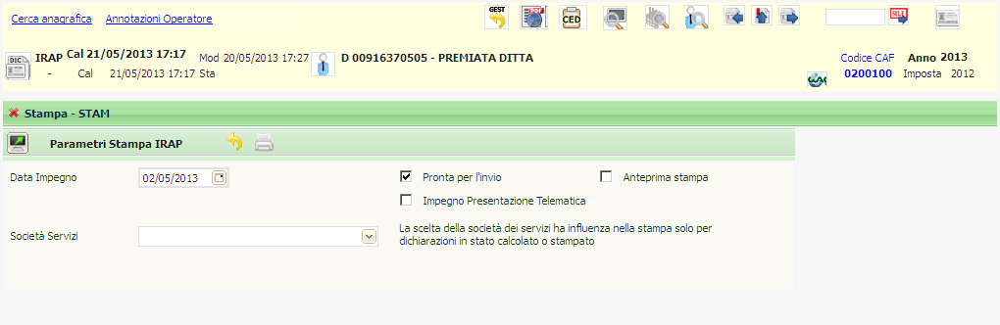 Cerca anagrafica Annotazioni Operatore GEST PDF CED SELE
IRAP Cal 21/05/2013 17:17 Mod 20/05/2013 17:27 D 00916370505 - PREMIATA DITTA Codice CAF Anno 2013
DIC
- Cal 21/05/2013 17:17 Sta 0200100 Imposta 2012
Stampa - STAM
Parametri Stampa IRAP
Data Impegno 02/05/2013 Pronta per l'invio Anteprima stampa
Impegno Presentazione Telematica
Società Servizi La scelta della società dei servizi ha influenza nella stampa solo per
dichiarazioni in stato calcolato o stampato